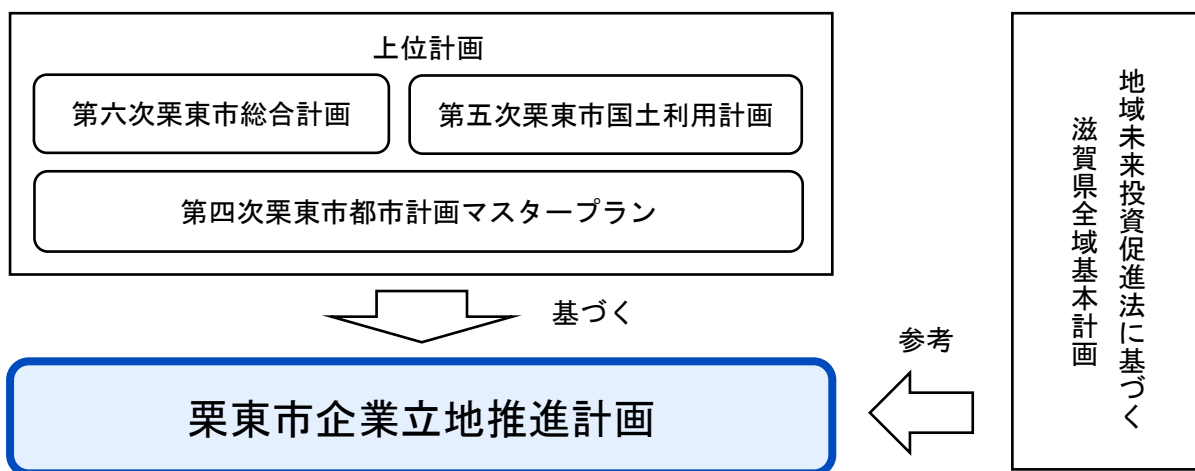 上位計画
第六次栗東市総合計画
第五次栗東市国土利用計画
第四次栗東市都市計画マスタープラン
基づく
栗東市企業立地推進計画
参考
地域未来投資促進法に基づく
滋賀県全域基本計画